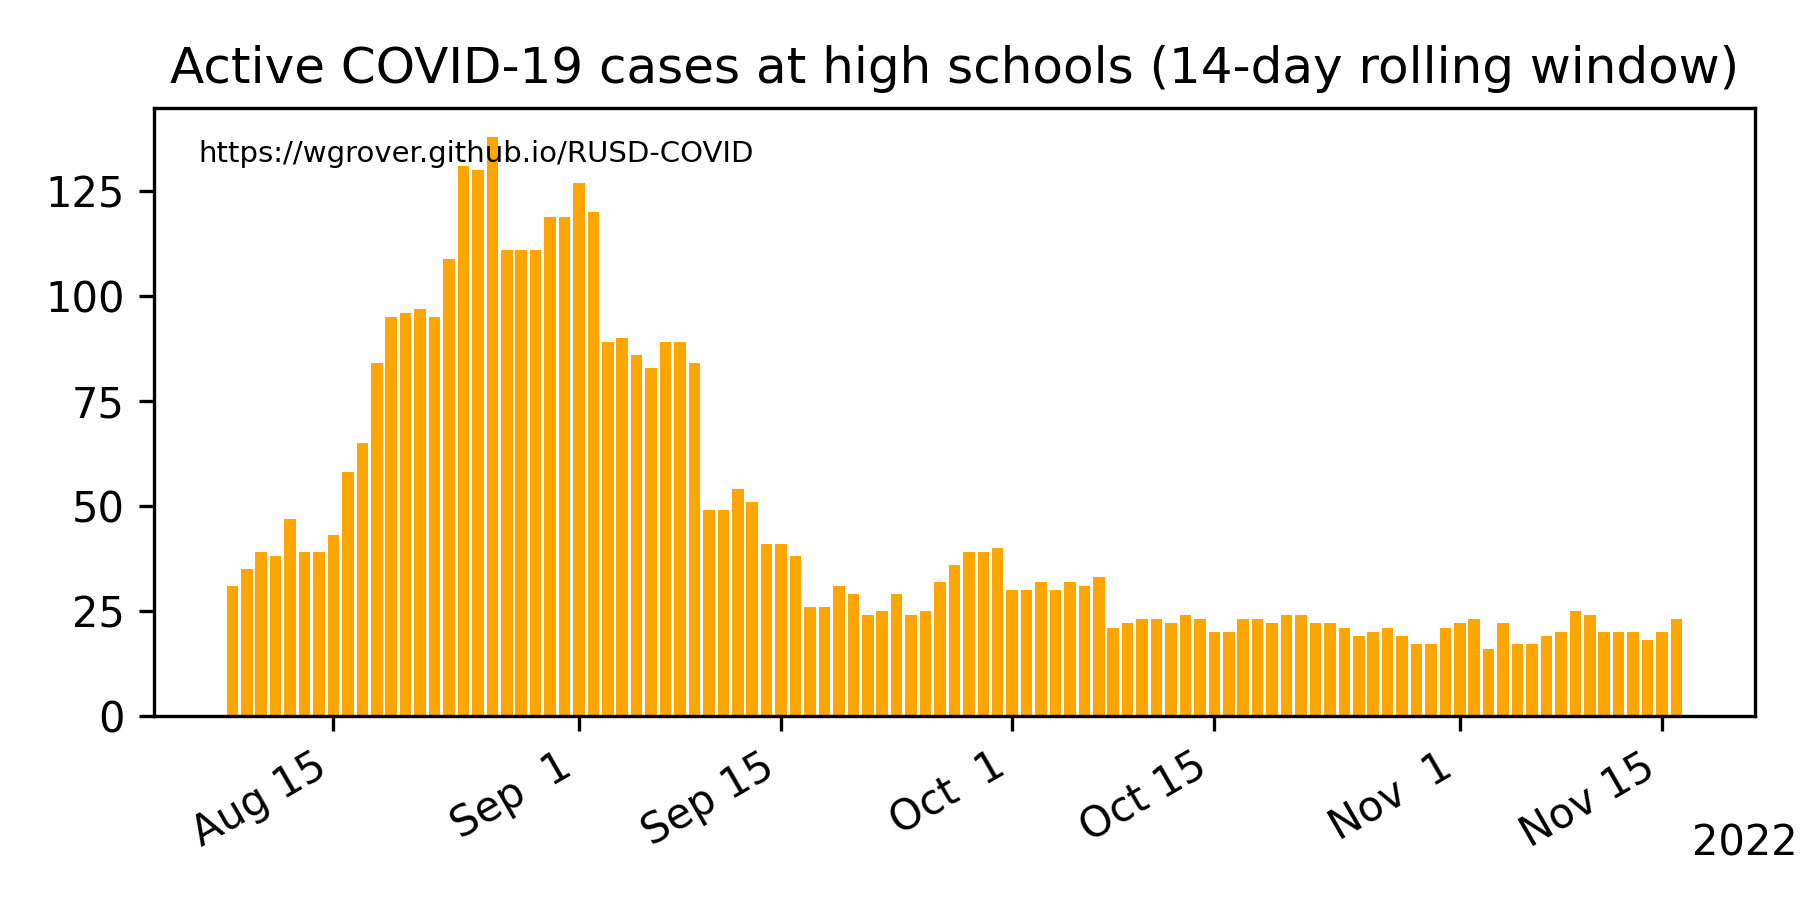 Active COVID-19 cases at high schools (14-day rolling window)
https://wgrover.github.io/RUSD-COVID
125
100
75
50
25
0
Aug 15
Sep 1
Sep 15
Oct 1
Oct 15
Nov 1
Nov 15
2022